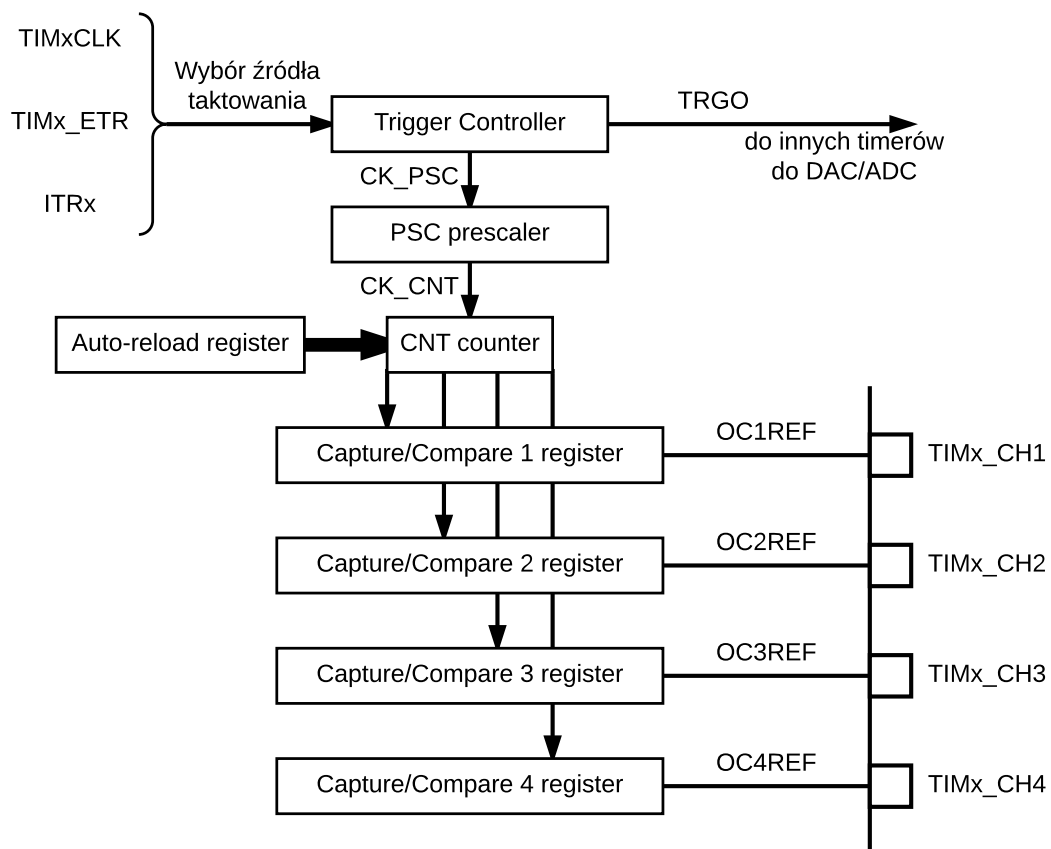 TIMxCLK
Wybór źródła
taktowania
TIMx_ETR
Trigger Controller
TRGO
do innych timerów
do DAC/ADC
CK_PSC
ITRx
PSC prescaler
CK_CNT
Auto-reload register
CNT counter
Capture/Compare 1 register
OC1REF
TIMx_CH1
Capture/Compare 2 register
OC2REF
TIMx_CH2
Capture/Compare 3 register
OC3REF
TIMx_CH3
Capture/Compare 4 register
OC4REF
TIMx_CH4